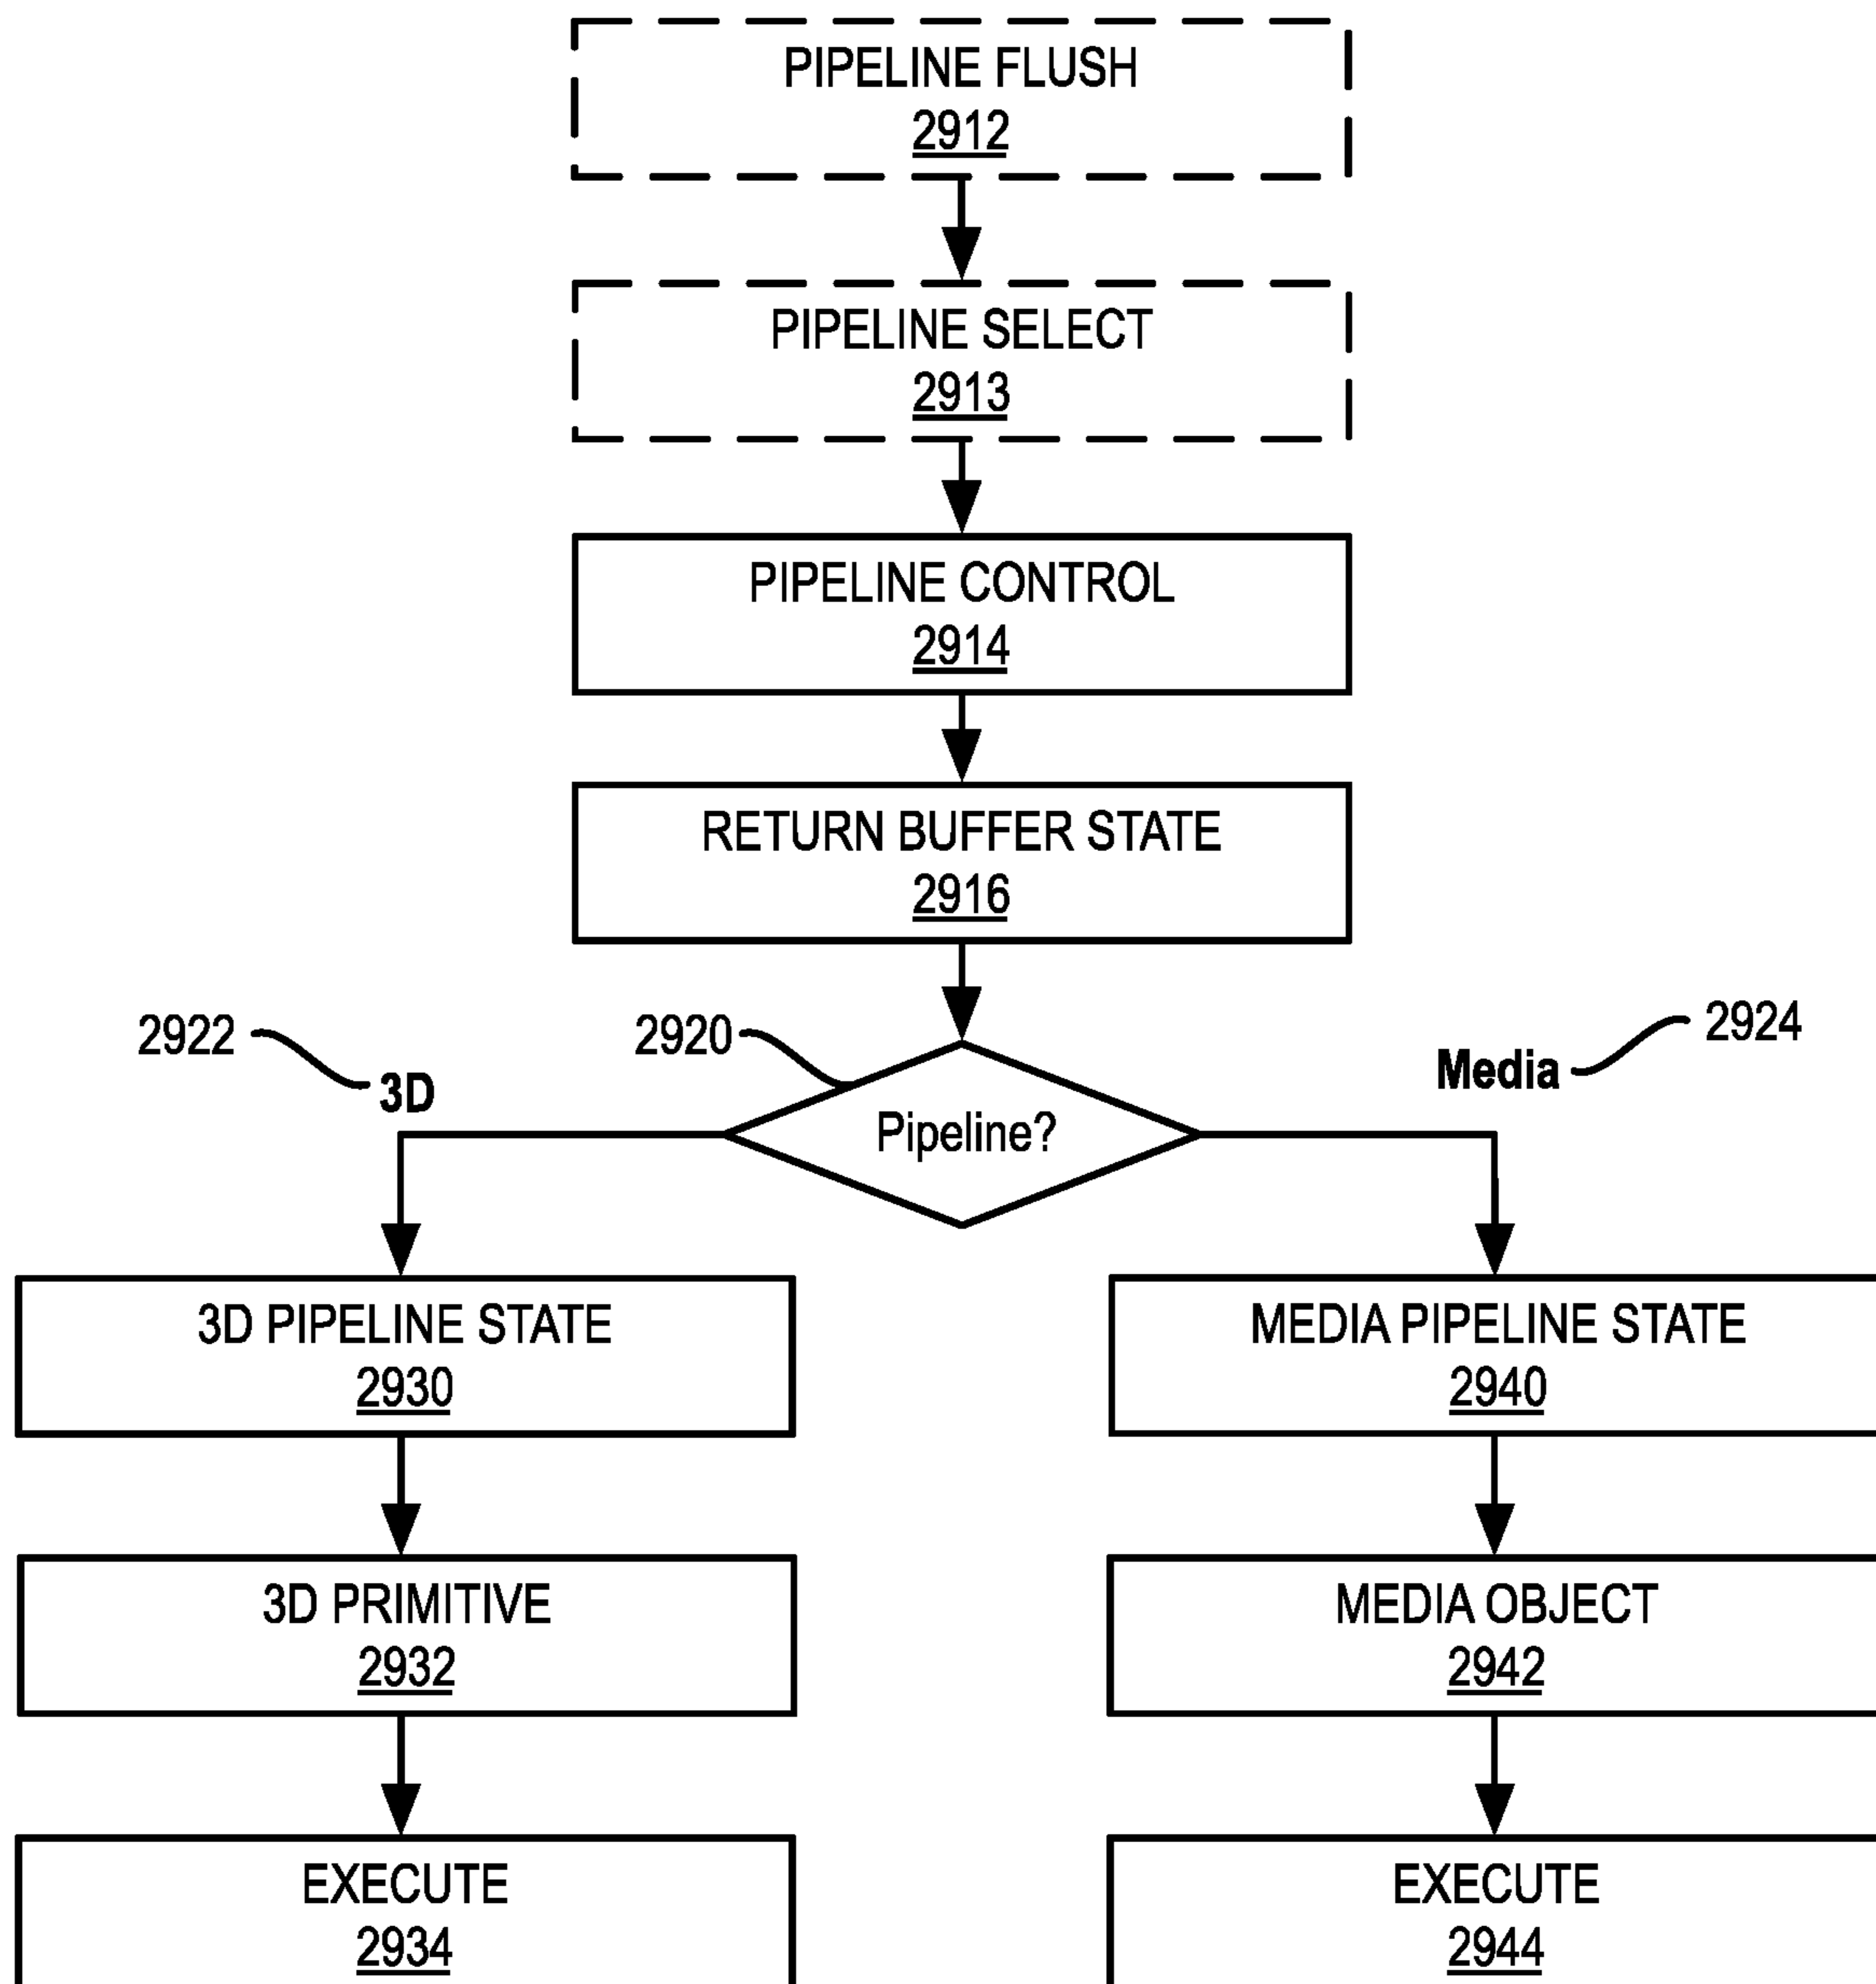 PIPELINE FLUSH
2912
PIPELINE SELECT
2913
PIPELINE CONTROL
2914
RETURN BUFFER STATE
2916
2922
2920
2924
3D
Media
Pipeline?
3D PIPELINE STATE
2930
MEDIA PIPELINE STATE
2940
3D PRIMITIVE
2932
MEDIA OBJECT
2942
EXECUTE
2934
EXECUTE
2944